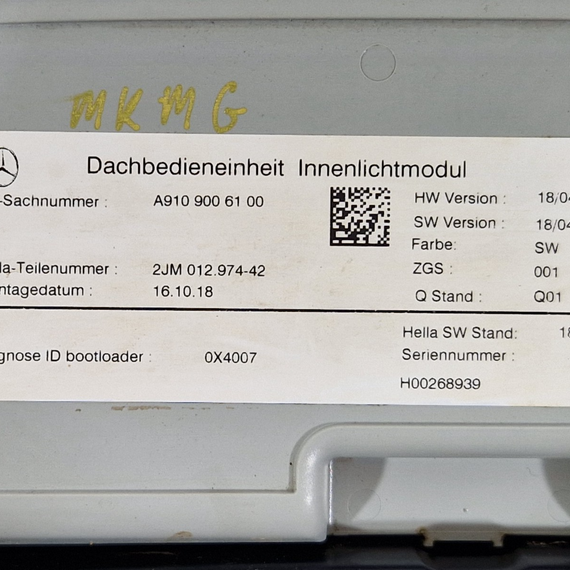 MKMG
Dachbedieneinheit Innenlichtmodul
-Sachnummer : A910 900 61 00
HW Version : 18/04
SW Version : 18/04
Farbe: SW
la-Teilenummer : 2JM 012.974-42
ZGS : 001
ntagedatum : 16.10.18
Q Stand : Q01
Hella SW Stand: 18
gnose ID bootloader : 0X4007
Seriennummer :
H00268939